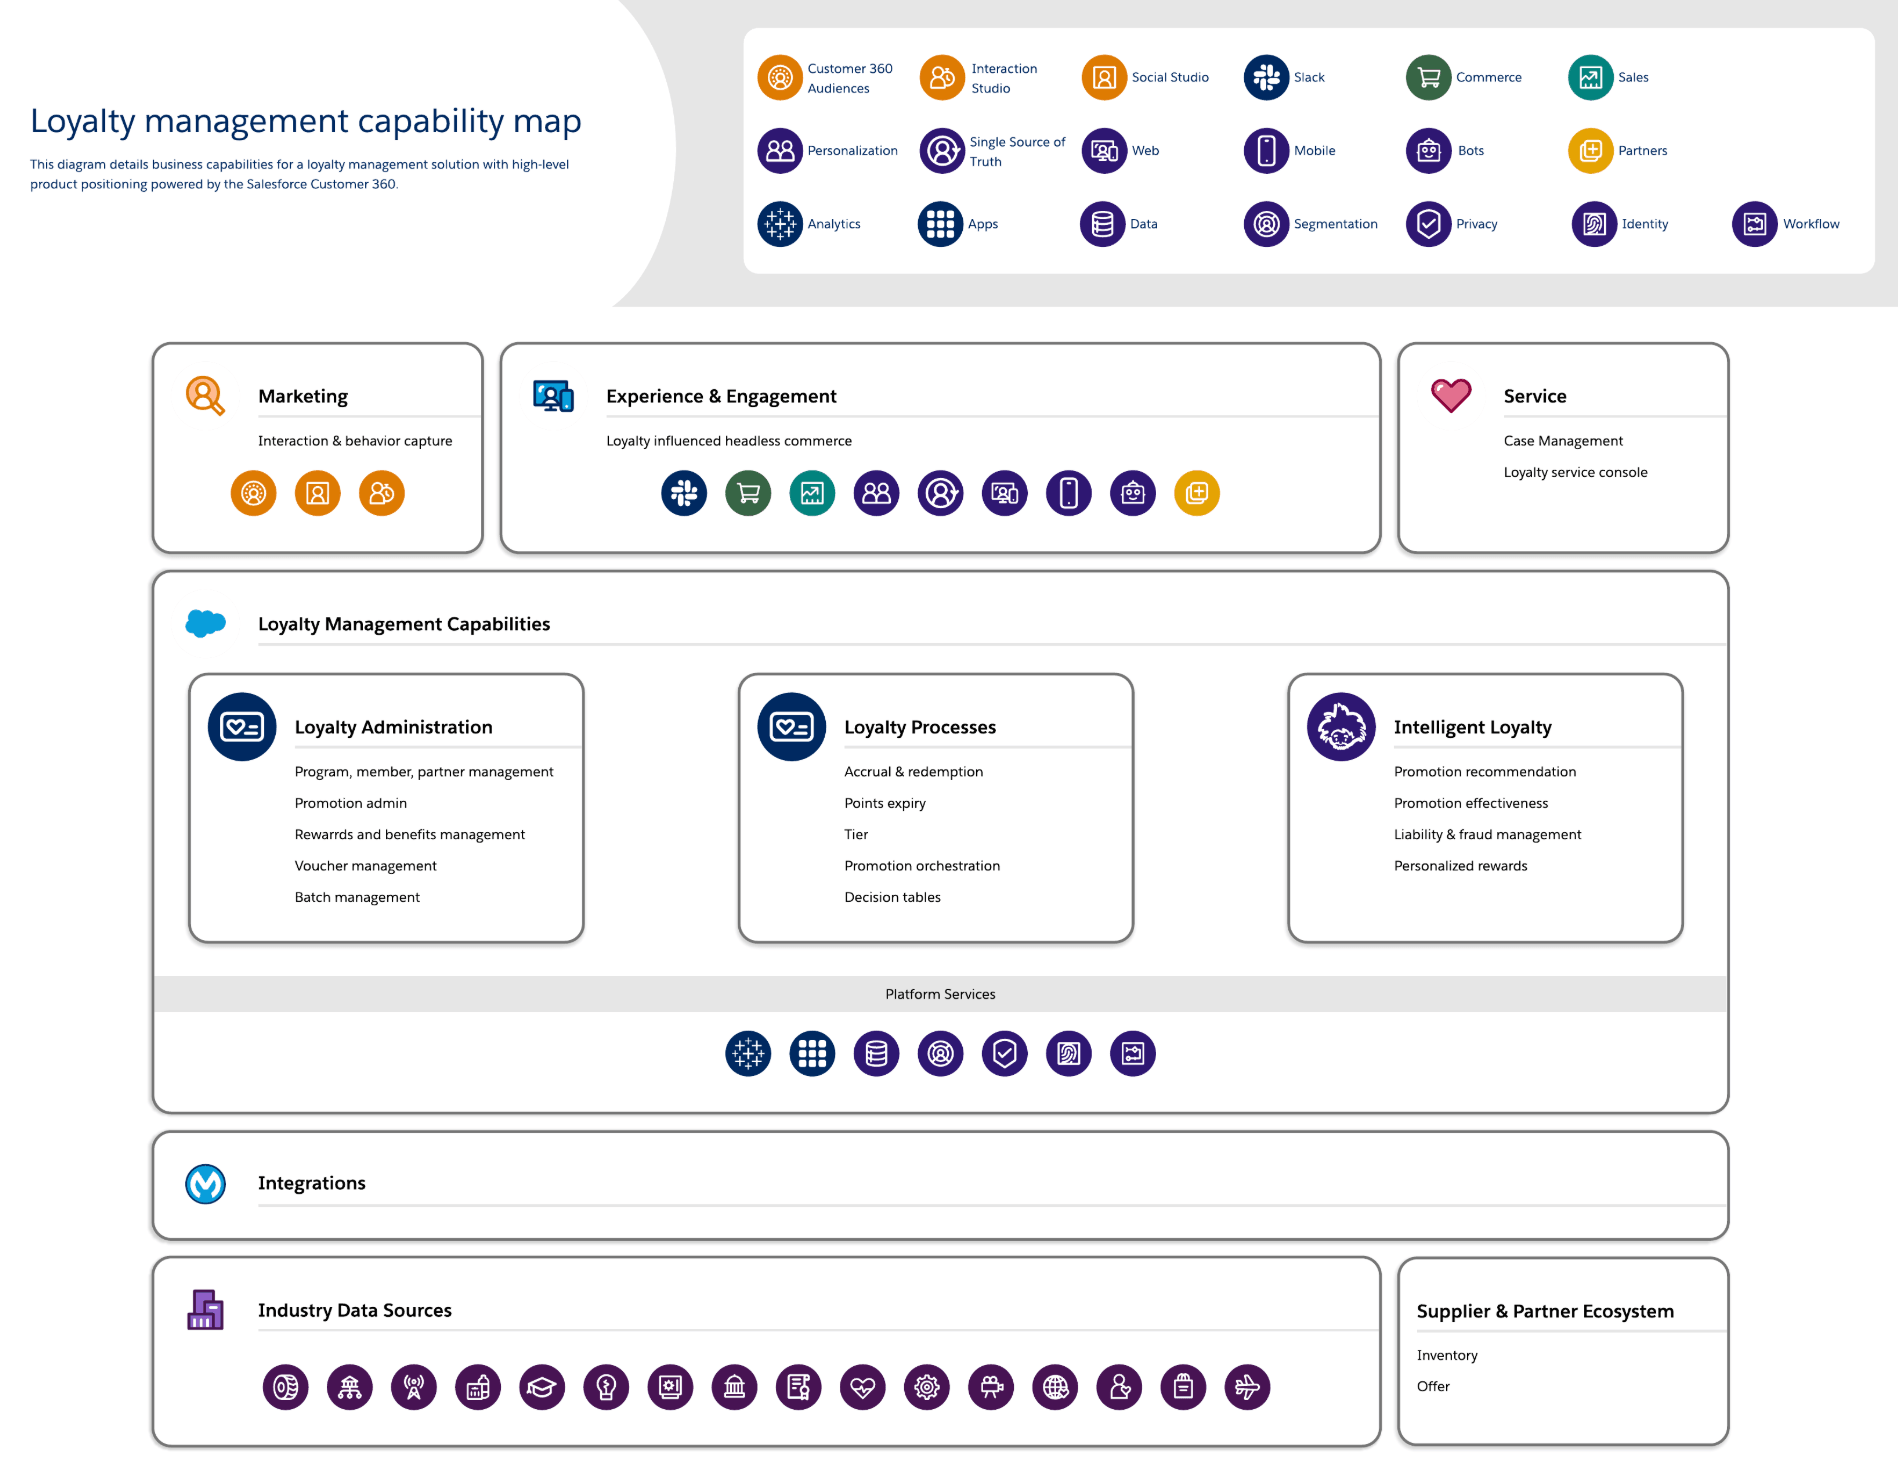 Loyalty management capability map
This diagram details business capabilities for a loyalty management solution with high-level
product positioning powered by the Salesforce Customer 360.
Customer 360
Audiences
Interaction
Studio
Social Studio
Slack
Commerce
Sales
Personalization
Single Source of
Truth
Web
Mobile
Bots
Partners
Analytics
Apps
Data
Segmentation
Privacy
Identity
Workflow
Marketing
Interaction & behavior capture
Experience & Engagement
Loyalty influenced headless commerce
Service
Case Management
Loyalty service console
Loyalty Management Capabilities
Loyalty Administration
Program, member, partner management
Promotion admin
Rewarrds and benefits management
Voucher management
Batch management
Loyalty Processes
Accrual & redemption
Points expiry
Tier
Promotion orchestration
Decision tables
Intelligent Loyalty
Promotion recommendation
Promotion effectiveness
Liability & fraud management
Personalized rewards
Platform Services
Integrations
Industry Data Sources
Supplier & Partner Ecosystem
Inventory
Offer